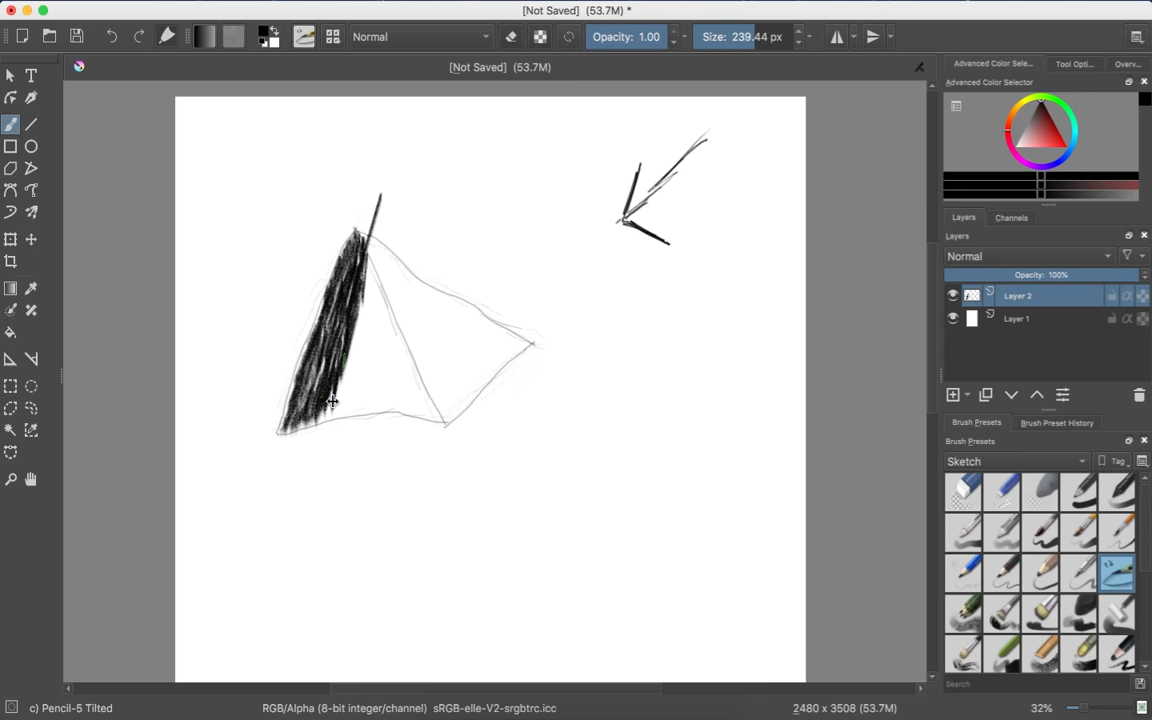 [Not Saved]  (53.7M) *
Normal
Opacity: 1.00
Size: 239.44 px
[Not Saved]  (53.7M)
T
Advanced Color Sele...
Tool Opti...
Overv...
Advanced Color Selector
Layers
Channels
Layers
Normal
Opacity: 100%
Layer 2
Layer 1
Brush Presets
Brush Preset History
Brush Presets
Sketch
Tag
Search
c) Pencil-5 Tilted
RGB/Alpha (8-bit integer/channel)  sRGB-elle-V2-srgbtrc.icc
2480 x 3508 (53.7M)
32%